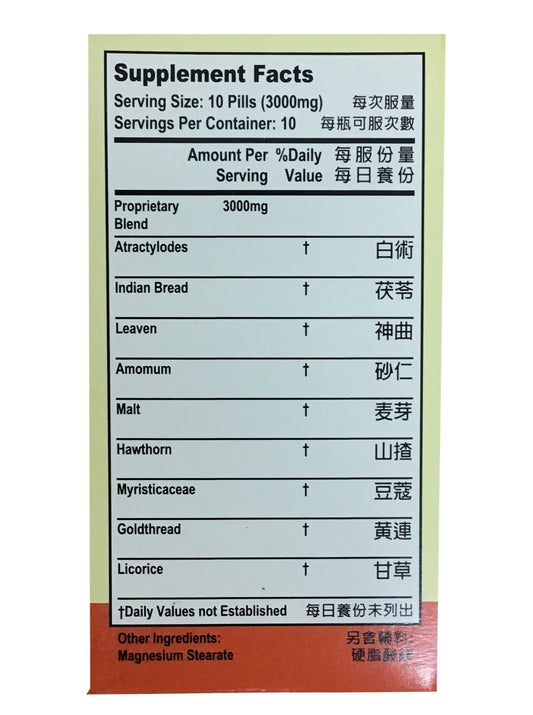 Supplement Facts
Serving Size: 10 Pills (3000mg) 每次服量
Servings Per Container: 10 每瓶可服次數
Amount Per %Daily 每服份量
Serving Value 每日養份
Proprietary 3000mg
Blend
Atractylodes † 白術
Indian Bread † 茯苓
Leaven † 神曲
Amomum † 砂仁
Malt † 麦芽
Hawthorn † 山揸
Myristicaceae † 豆蔻
Goldthread † 黃連
Licorice † 甘草
†Daily Values not Established 每日養份未列出
Other Ingredients: 另含輔料:
Magnesium Stearate 硬脂酸鎂